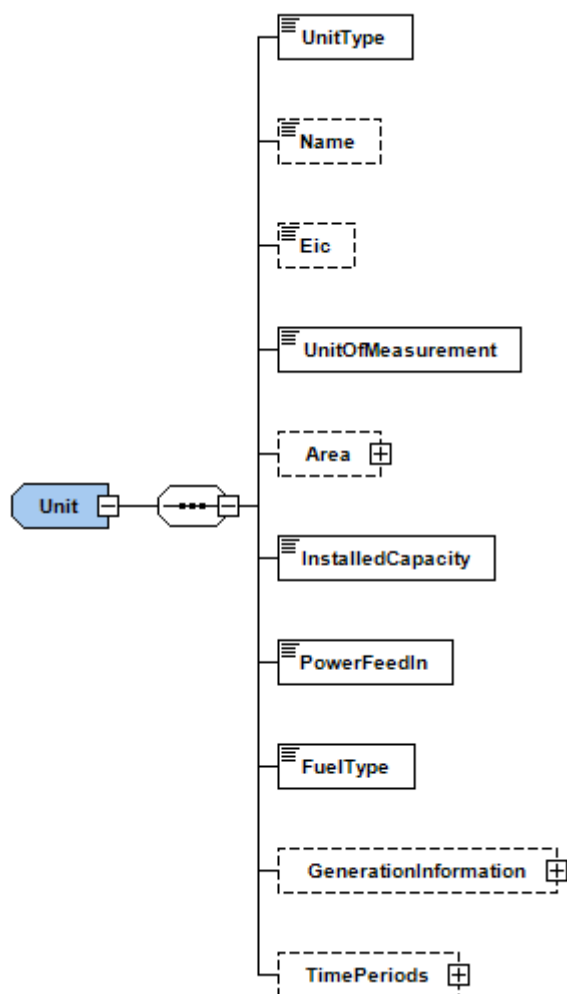 UnitType
Name
Eic
UnitOfMeasurement
Area
Unit
InstalledCapacity
PowerFeedIn
FuelType
GenerationInformation
TimePeriods